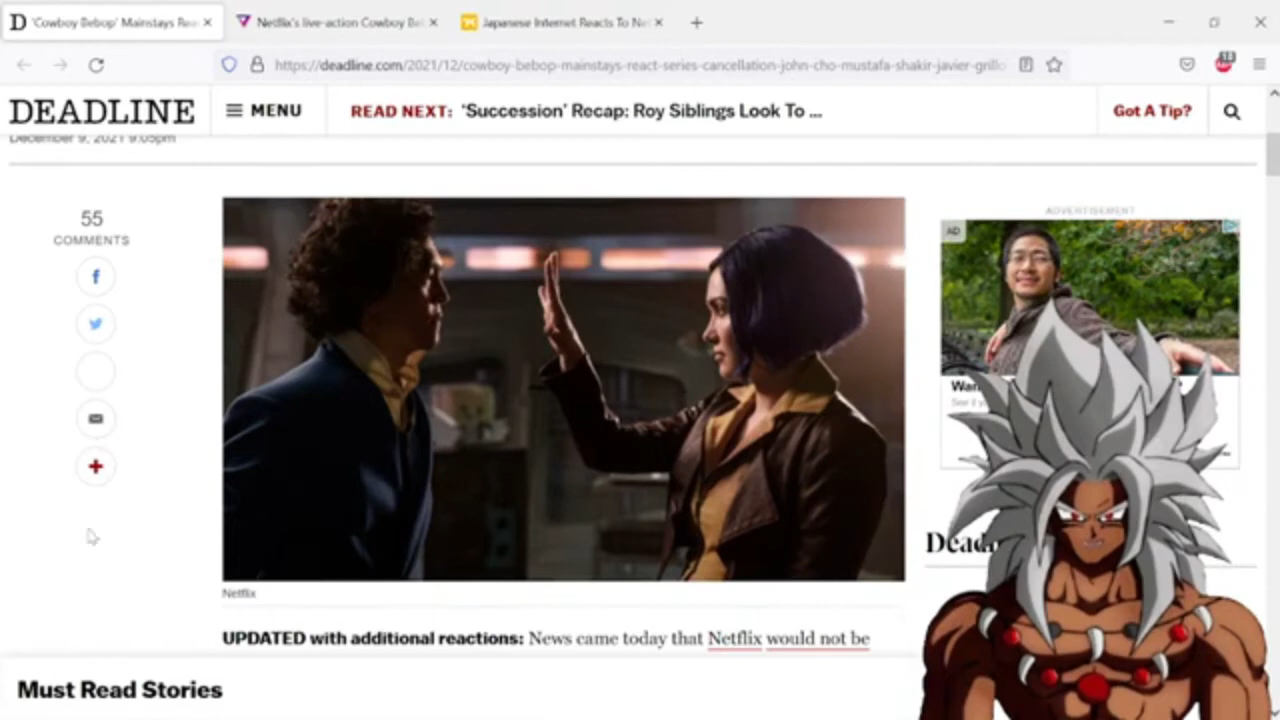 'Cowboy Bebop' Mainstays Rea
Netflix's live-action Cowboy Be
Japanese Internet Reacts To Ne
https://deadline.com/2021/12/cowboy-bebop-mainstays-react-series-cancellation-john-cho-mustafa-shakir-javier-grillo
DEADLINE
MENU
READ NEXT: 'Succession' Recap: Roy Siblings Look To ...
Got A Tip?
December 9, 2021 9:05pm
55
COMMENTS
ADVERTISEMENT
AD
Netflix
UPDATED with additional reactions: News came today that Netflix would not be
Must Read Stories